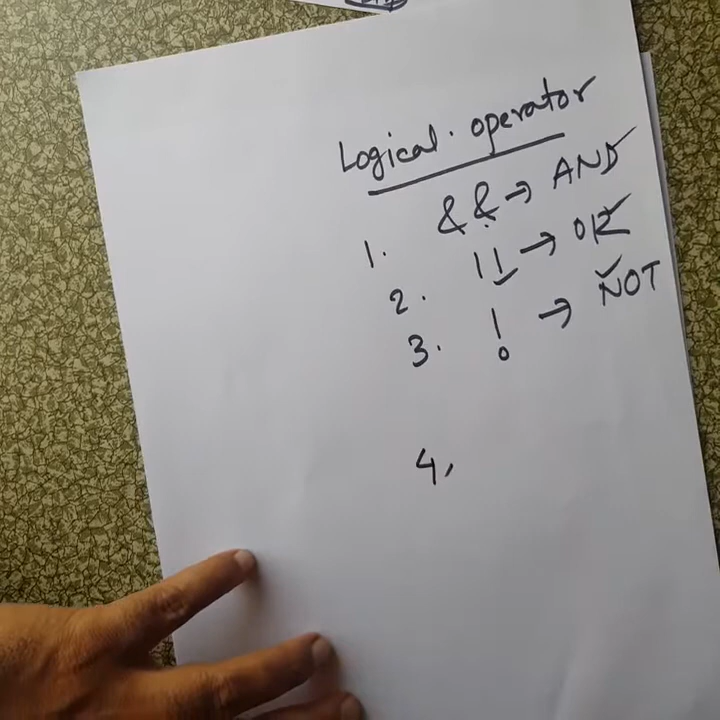 Logical. operator
1. && → AND
2. || → OR
3. ! → NOT
4,